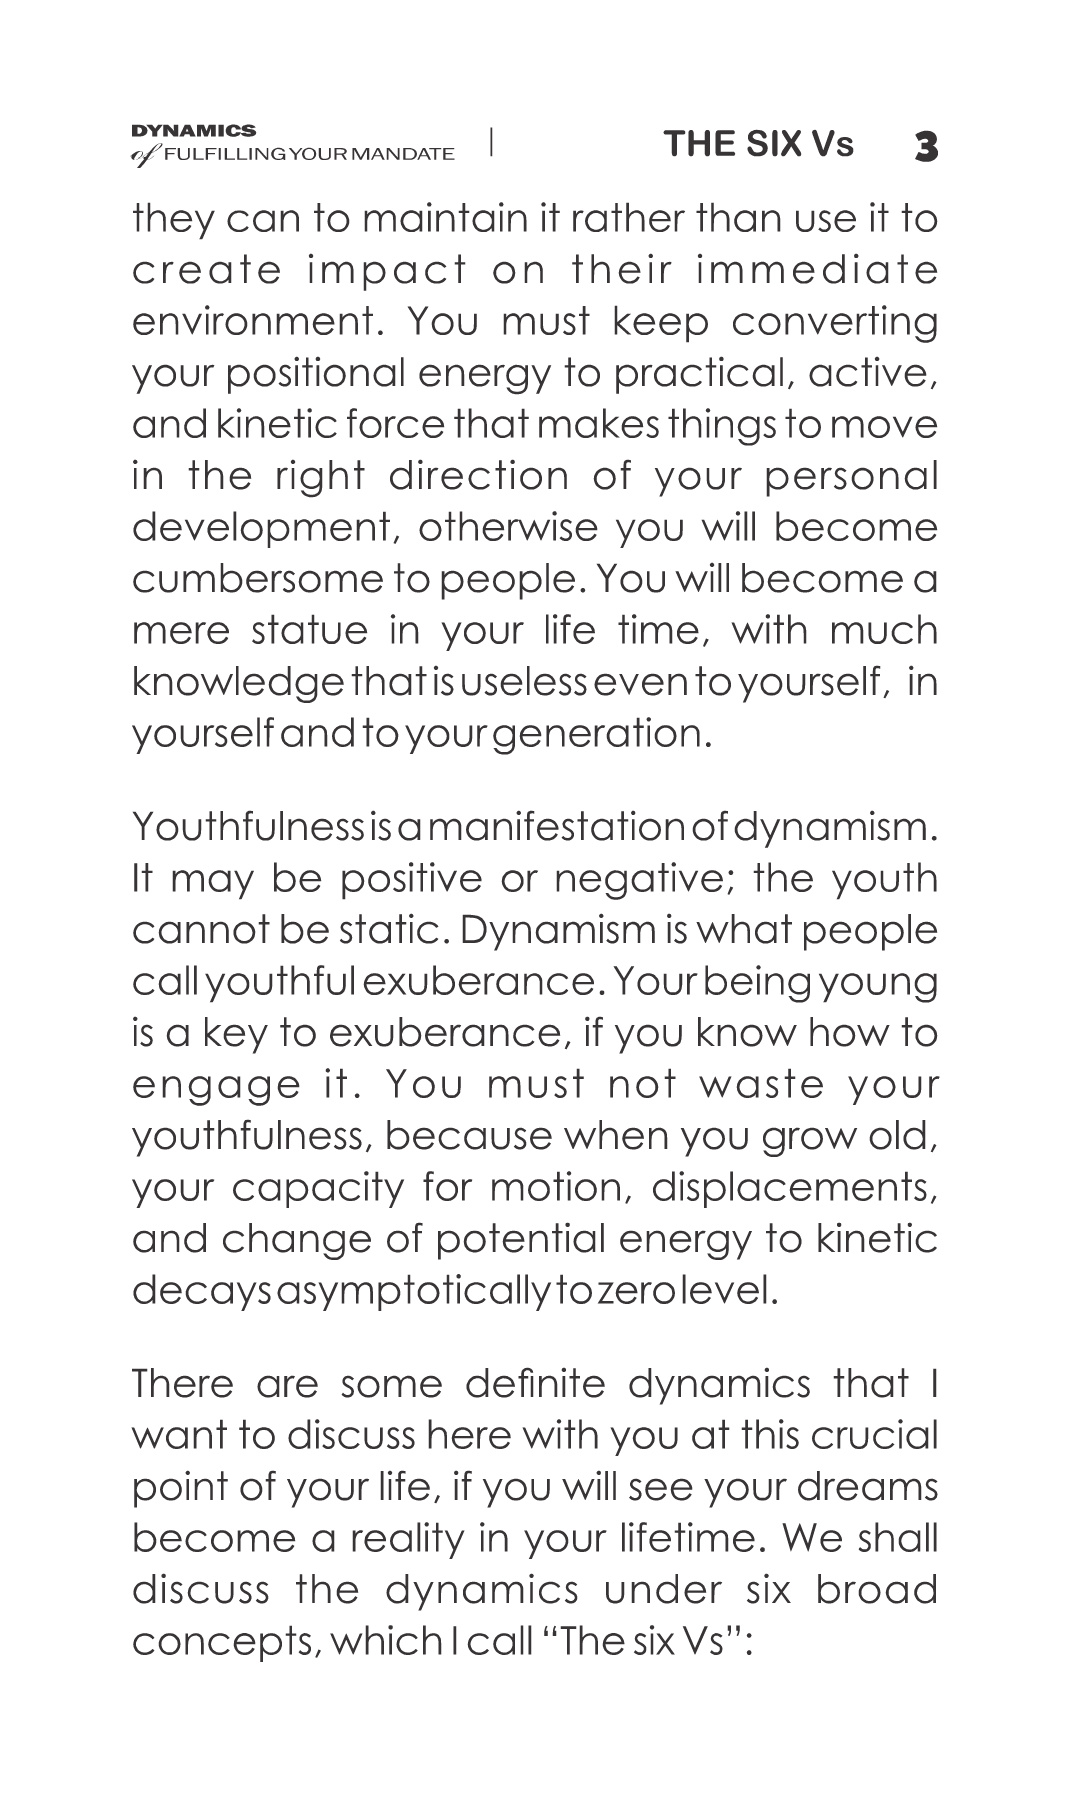 DYNAMICS
of FULFILLING YOUR MANDATE
THE SIX Vs 3
they can to maintain it rather than use it to
create impact on their immediate
environment. You must keep converting
your positional energy to practical, active,
and kinetic force that makes things to move
in the right direction of your personal
development, otherwise you will become
cumbersome to people. You will become a
mere statue in your life time, with much
knowledge that is useless even to yourself, in
yourself and to your generation.
Youthfulness is a manifestation of dynamism.
It may be positive or negative; the youth
cannot be static. Dynamism is what people
call youthful exuberance. Your being young
is a key to exuberance, if you know how to
engage it. You must not waste your
youthfulness, because when you grow old,
your capacity for motion, displacements,
and change of potential energy to kinetic
decays asymptotically to zero level.
There are some definite dynamics that I
want to discuss here with you at this crucial
point of your life, if you will see your dreams
become a reality in your lifetime. We shall
discuss the dynamics under six broad
concepts, which I call “The six Vs”: